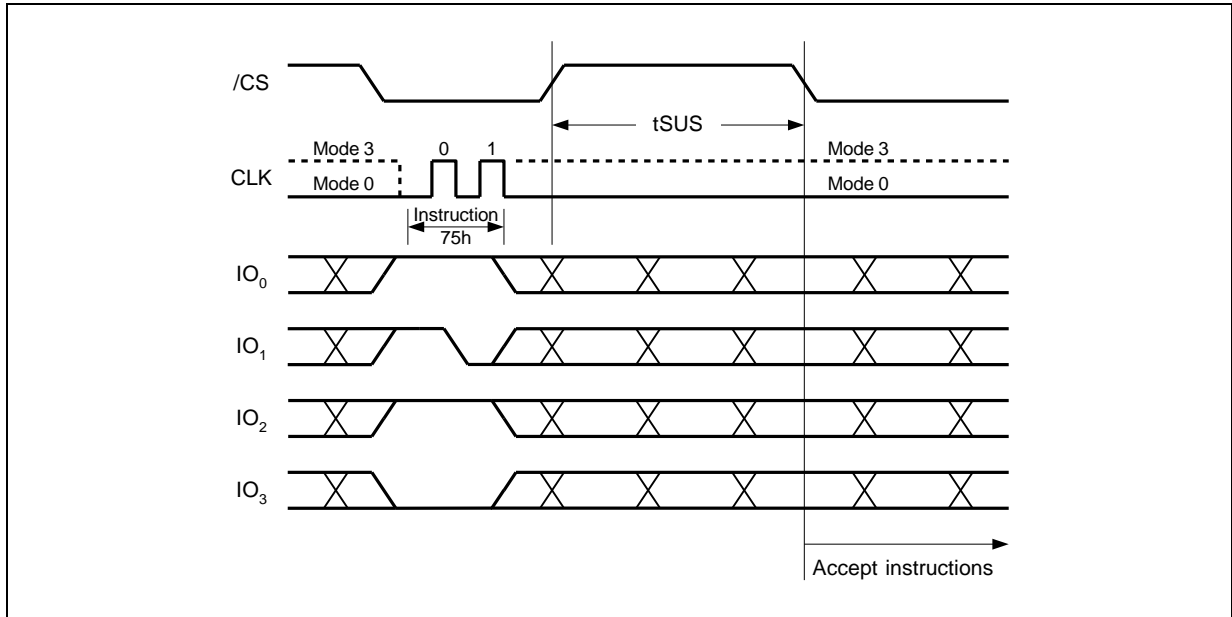 /CS
tSUS
Mode 3 0 1 Mode 3
CLK
Mode 0 Mode 0
Instruction
75h
IO0
IO1
IO2
IO3
Accept instructions